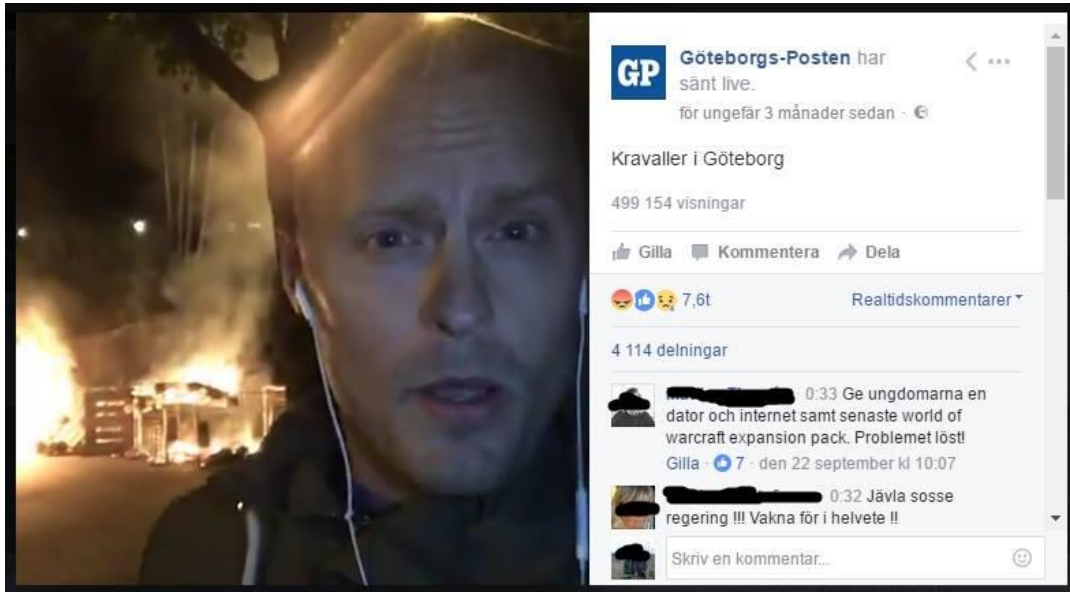 GP
Göteborgs-Posten har
sänt live.
för ungefär 3 månader sedan ·
Kravaller i Göteborg
499 154 visningar
Gilla Kommentera Dela
7,6t Realtidskommentarer
4 114 delningar
0:33 Ge ungdomarna en
dator och internet samt senaste world of
warcraft expansion pack. Problemet löst!
Gilla · 7 · den 22 september kl 10:07
0:32 Jävla sosse
regering !!! Vakna för i helvete !!
Skriv en kommentar...